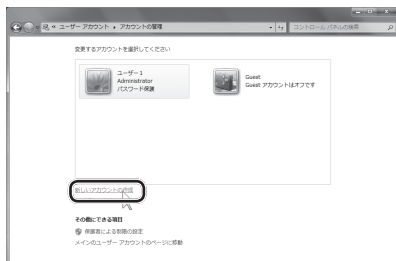 « ユーザー アカウント ▸ アカウントの管理
コントロール パネルの検索
変更するアカウントを選択してください
ユーザー 1
Administrator
パスワード保護
Guest
Guest アカウントはオフです
新しいアカウントの作成
その他にできる項目
保護者による制限の設定
メインのユーザー アカウントのページに移動